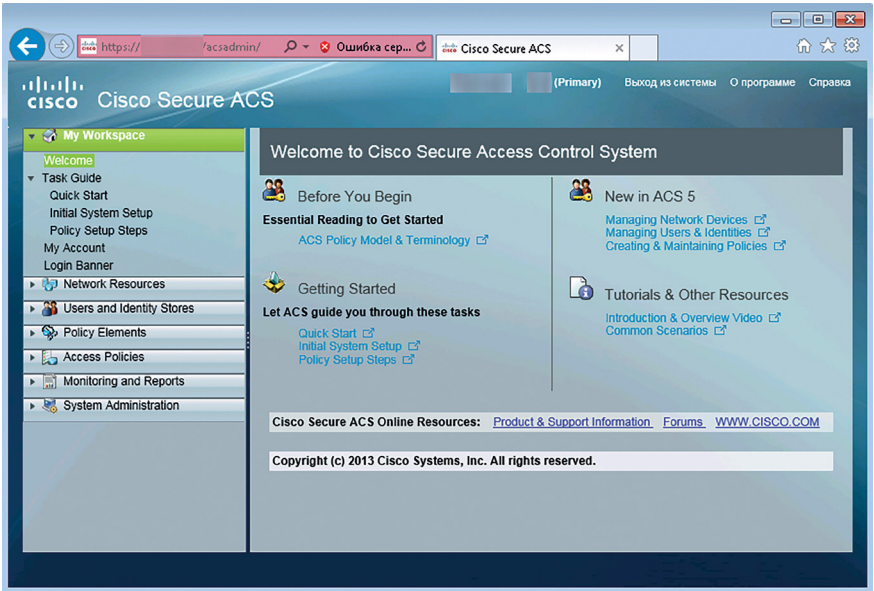 https:// /acsadmin/ Ошибка сер... Cisco Secure ACS
(Primary) Выход из системы О программе Справка
cisco Cisco Secure ACS
My Workspace
Welcome
Task Guide
Quick Start
Initial System Setup
Policy Setup Steps
My Account
Login Banner
Network Resources
Users and Identity Stores
Policy Elements
Access Policies
Monitoring and Reports
System Administration
Welcome to Cisco Secure Access Control System
Before You Begin
Essential Reading to Get Started
ACS Policy Model & Terminology
Getting Started
Let ACS guide you through these tasks
Quick Start
Initial System Setup
Policy Setup Steps
New in ACS 5
Managing Network Devices
Managing Users & Identities
Creating & Maintaining Policies
Tutorials & Other Resources
Introduction & Overview Video
Common Scenarios
Cisco Secure ACS Online Resources: Product & Support Information Forums WWW.CISCO.COM
Copyright (c) 2013 Cisco Systems, Inc. All rights reserved.